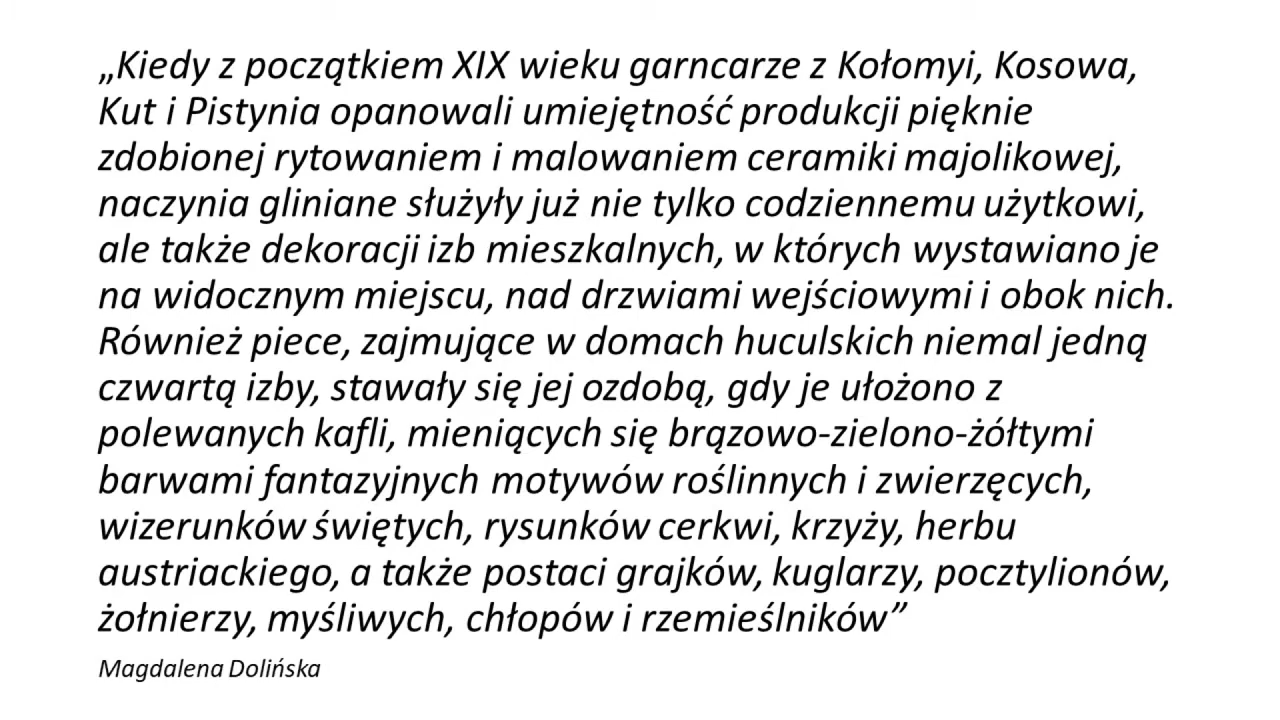 „Kiedy z początkiem XIX wieku garncarze z Kołomyi, Kosowa,
Kut i Pistynia opanowali umiejętność produkcji pięknie
zdobionej rytowaniem i malowaniem ceramiki majolikowej,
naczynia gliniane służyły już nie tylko codziennemu użytkowi,
ale także dekoracji izb mieszkalnych, w których wystawiano je
na widocznym miejscu, nad drzwiami wejściowymi i obok nich.
Również piece, zajmujące w domach huculskich niemal jedną
czwartą izby, stawały się jej ozdobą, gdy je ułożono z
polewanych kafli, mieniących się brązowo-zielono-żółtymi
barwami fantazyjnych motywów roślinnych i zwierzęcych,
wizerunków świętych, rysunków cerkwi, krzyży, herbu
austriackiego, a także postaci grajków, kuglarzy, pocztylionów,
żołnierzy, myśliwych, chłopów i rzemieślników”
Magdalena Dolińska